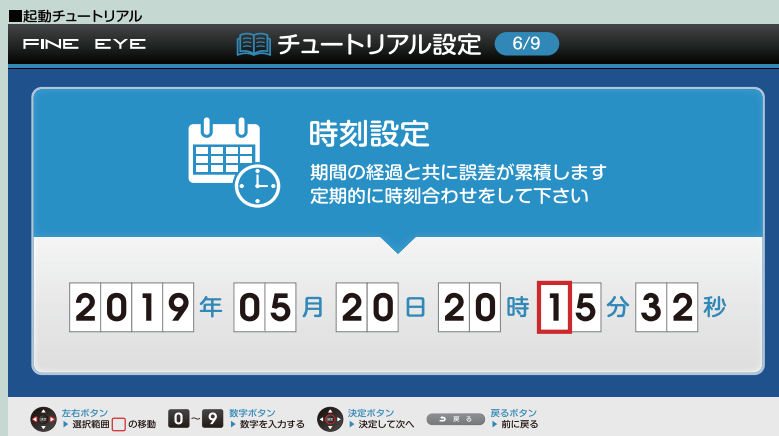 ■起動チュートリアル
FINE EYE チュートリアル設定 6/9
時刻設定
期間の経過と共に誤差が累積します
定期的に時刻合わせをして下さい
2019年05月20日20時15分32秒
左右ボタン
▶選択範囲□の移動
0～9 数字ボタン
▶数字を入力する
決定ボタン
▶決定して次へ
戻る 戻るボタン
▶前に戻る